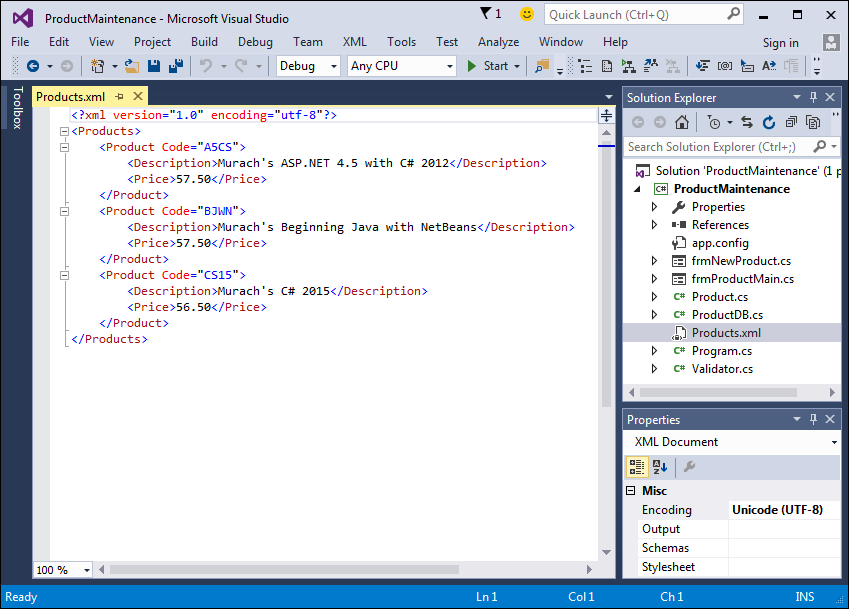 ProductMaintenance - Microsoft Visual Studio
1
Quick Launch (Ctrl+Q)
File Edit View Project Build Debug Team XML Tools Test Analyze Window Help Sign in
Debug Any CPU Start
Toolbox
Products.xml
<?xml version="1.0" encoding="utf-8"?>
<Products>
<Product Code="A5CS">
<Description>Murach's ASP.NET 4.5 with C# 2012</Description>
<Price>57.50</Price>
</Product>
<Product Code="BJWN">
<Description>Murach's Beginning Java with NetBeans</Description>
<Price>57.50</Price>
</Product>
<Product Code="CS15">
<Description>Murach's C# 2015</Description>
<Price>56.50</Price>
</Product>
</Products>
100 %
Solution Explorer
Search Solution Explorer (Ctrl+;)
Solution 'ProductMaintenance' (1 p
C# ProductMaintenance
Properties
References
app.config
frmNewProduct.cs
frmProductMain.cs
C# Product.cs
C# ProductDB.cs
Products.xml
C# Program.cs
C# Validator.cs
Properties
XML Document
Misc
Encoding Unicode (UTF-8)
Output
Schemas
Stylesheet
Ready Ln 1 Col 1 Ch 1 INS